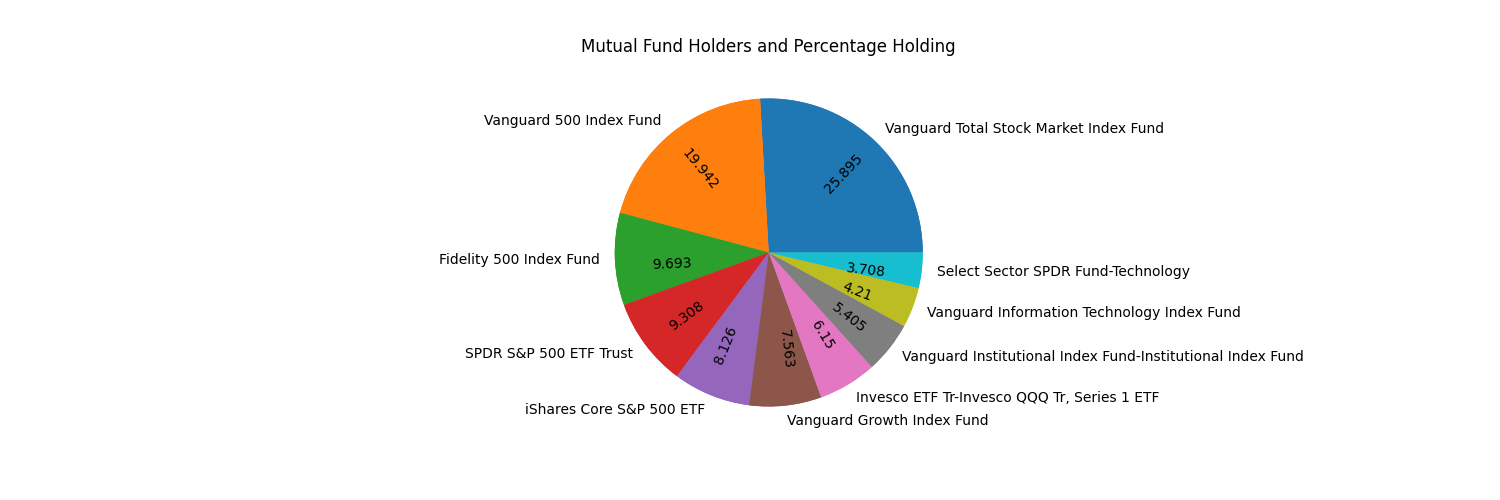 Mutual Fund Holders and Percentage Holding
Vanguard Total Stock Market Index Fund
25.895
Vanguard 500 Index Fund
19.942
Fidelity 500 Index Fund
9.693
SPDR S&P 500 ETF Trust
9.308
iShares Core S&P 500 ETF
8.126
Vanguard Growth Index Fund
7.563
Invesco ETF Tr-Invesco QQQ Tr, Series 1 ETF
6.15
Vanguard Institutional Index Fund-Institutional Index Fund
5.405
Vanguard Information Technology Index Fund
4.21
Select Sector SPDR Fund-Technology
3.708